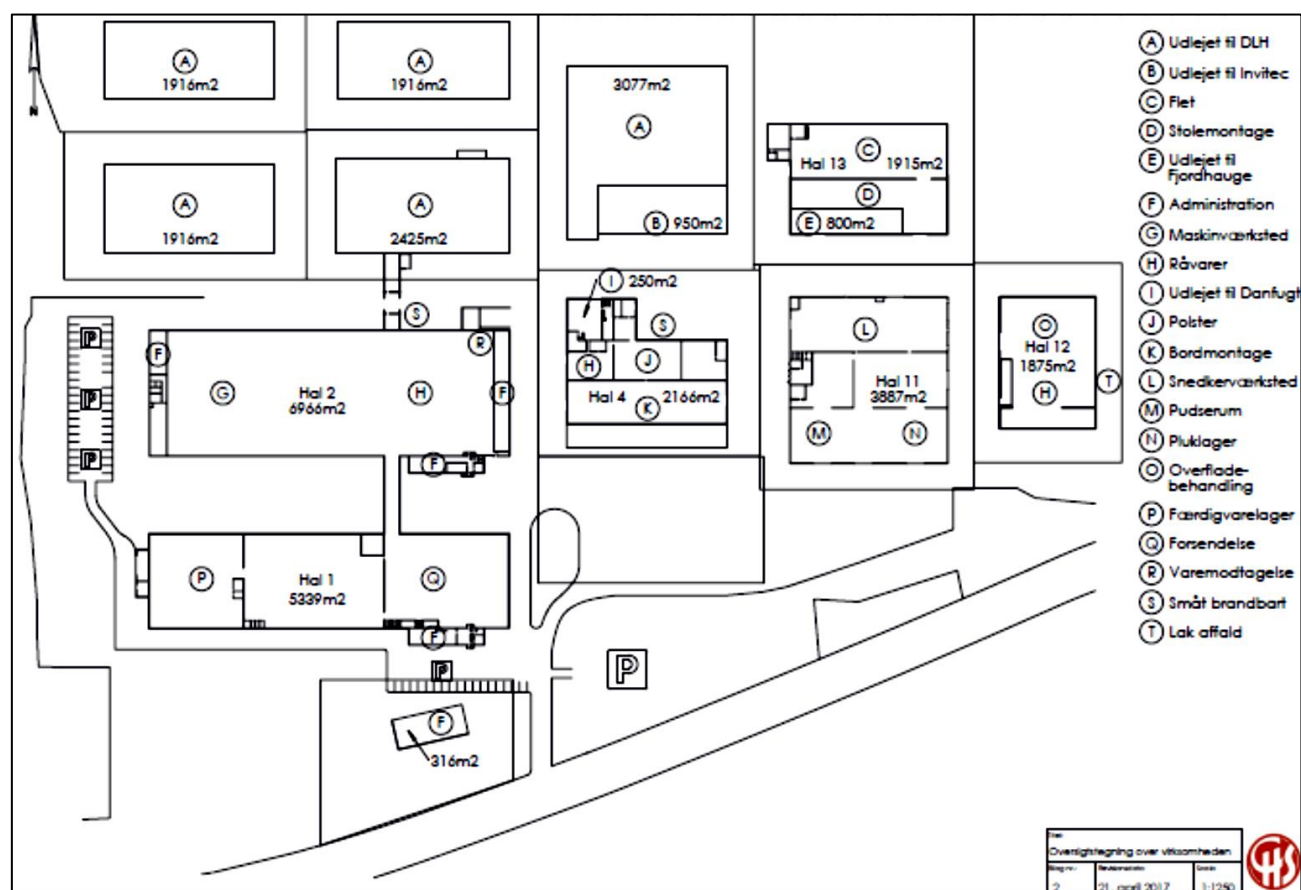 A
1916m2
A
1916m2
3077m2
A
B 950m2
Hal 13
C
1915m2
D
E 800m2
N
A
1916m2
A
2425m2
I 250m2
S
S
R
P
P
P
F
G
Hal 2
6966m2
H
F
F
H
J
Hal 4
2166m2
K
L
Hal 11
3887m2
M
N
O
Hal 12
1875m2
H
T
P
Hal 1
5339m2
Q
F
P
P
F
316m2
A Udlejet til DLH
B Udlejet til Invitec
C Flet
D Stolemontage
E Udlejet til
Fjordhauge
F Administration
G Maskinværksted
H Råvarer
I Udlejet til Danfugt
J Polster
K Bordmontage
L Snedkerværksted
M Pudserum
N Pluklager
O Overflade-
behandling
P Færdigvarelager
Q Forsendelse
R Varemodtagelse
S Småt brandbart
T Lak affald
Oversigtstegning over virksomheden
2
21. april 2017
1:1250